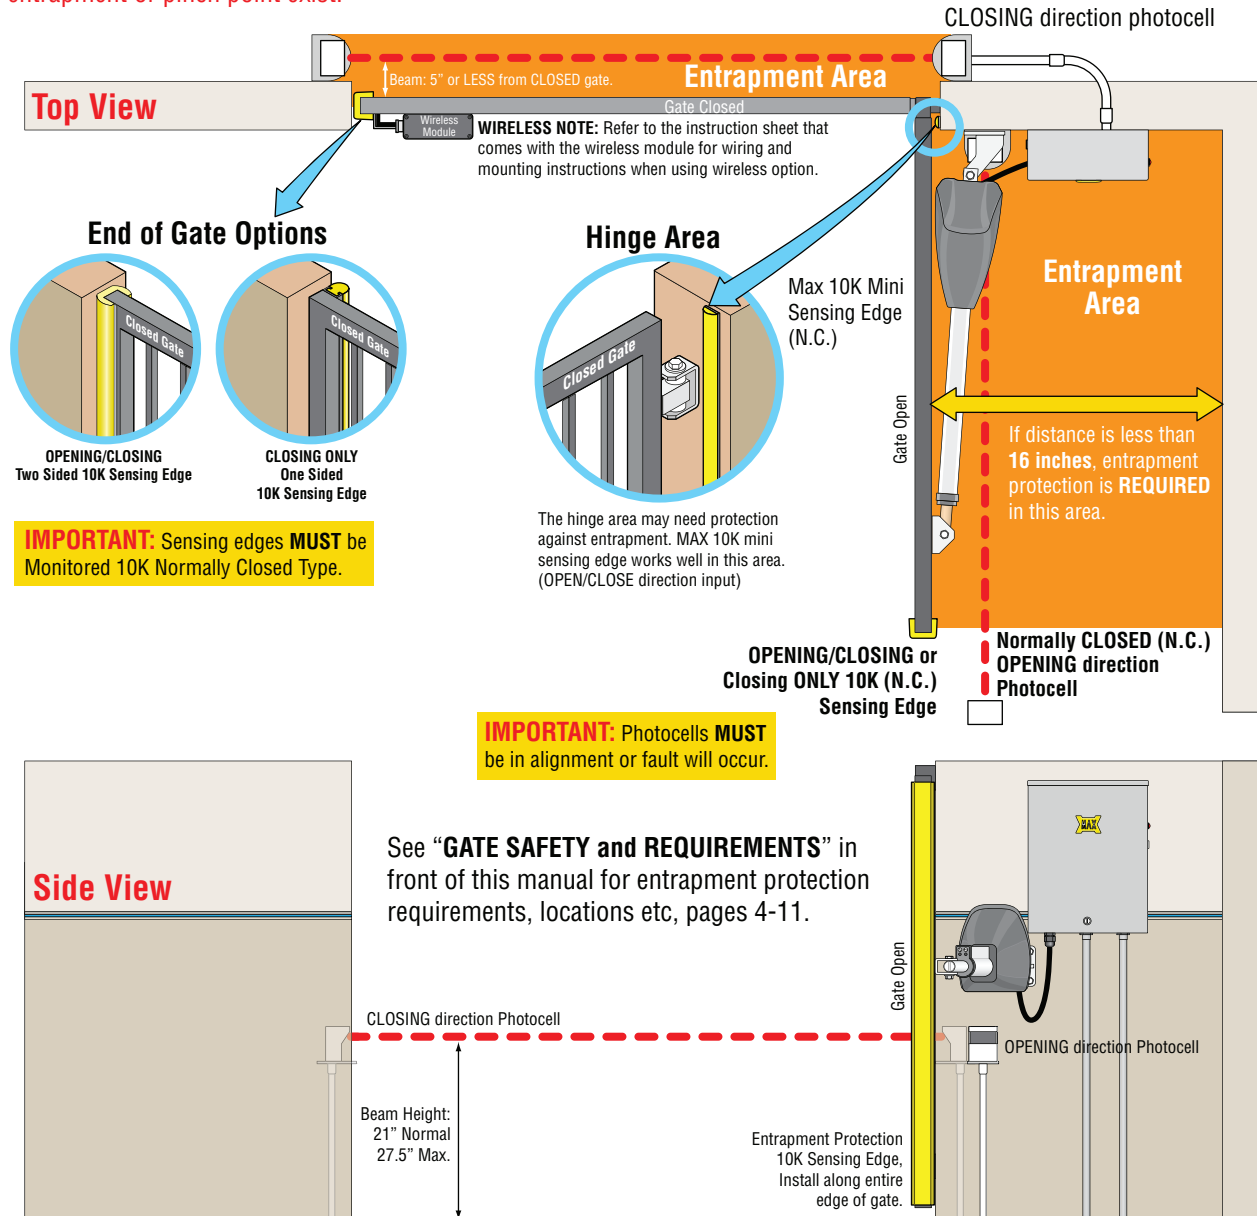 entrapment or pinch point exist.
CLOSING direction photocell
Beam: 5” or LESS from CLOSED gate.
Entrapment Area
Top View
Gate Closed
Wireless
Module
WIRELESS NOTE: Refer to the instruction sheet that
comes with the wireless module for wiring and
mounting instructions when using wireless option.
End of Gate Options
Closed Gate
Closed Gate
OPENING/CLOSING
Two Sided 10K Sensing Edge
CLOSING ONLY
One Sided
10K Sensing Edge
IMPORTANT: Sensing edges MUST be
Monitored 10K Normally Closed Type.
Hinge Area
Max 10K Mini
Sensing Edge
(N.C.)
Closed Gate
The hinge area may need protection
against entrapment. MAX 10K mini
sensing edge works well in this area.
(OPEN/CLOSE direction input)
Entrapment
Area
Gate Open
If distance is less than
16 inches, entrapment
protection is REQUIRED
in this area.
OPENING/CLOSING or
Closing ONLY 10K (N.C.)
Sensing Edge
Normally CLOSED (N.C.)
OPENING direction
Photocell
IMPORTANT: Photocells MUST
be in alignment or fault will occur.
Side View
See “GATE SAFETY and REQUIREMENTS” in
front of this manual for entrapment protection
requirements, locations etc, pages 4-11.
MAX
Gate Open
CLOSING direction Photocell
OPENING direction Photocell
Beam Height:
21” Normal
27.5” Max.
Entrapment Protection
10K Sensing Edge,
Install along entire
edge of gate.